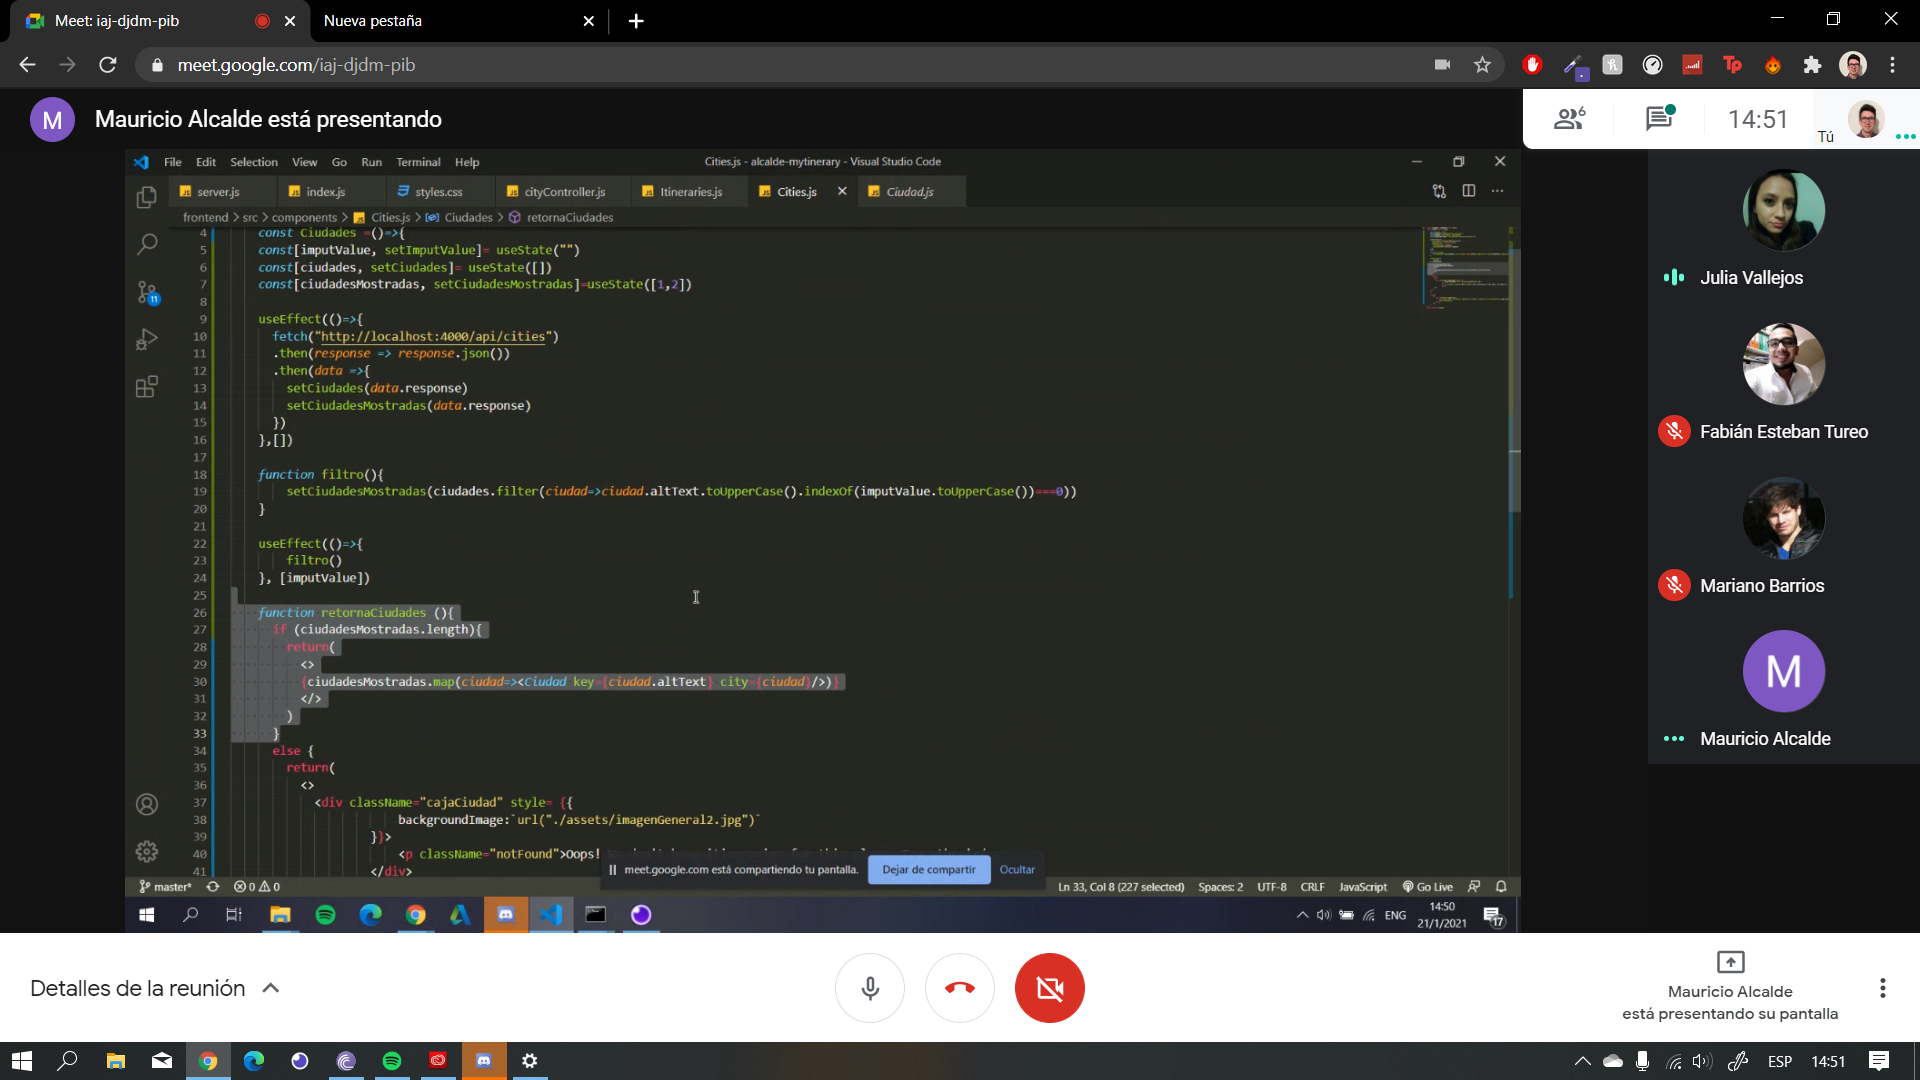 Meet: iaj-djdm-pib
Nueva pestaña
meet.google.com/iaj-djdm-pib
M
Mauricio Alcalde está presentando
6
14:51
Tú
File Edit Selection View Go Run Terminal Help
Cities.js - alcalde-mytinerary - Visual Studio Code
JS server.js
JS index.js
styles.css
JS cityController.js
JS Itineraries.js
JS Cities.js
JS Ciudad.js
frontend > src > components > Cities.js > Ciudades > retornaCiudades
4 const Ciudades =()=>{
5 const[imputValue, setImputValue]= useState("")
6 const[ciudades, setCiudades]= useState([])
7 const[ciudadesMostradas, setCiudadesMostradas]=useState([1,2])
8
9 useEffect(()=>{
10 fetch("http://localhost:4000/api/cities")
11 .then(response => response.json())
12 .then(data =>{
13 setCiudades(data.response)
14 setCiudadesMostradas(data.response)
15 })
16 },[])
17
18 function filtro(){
19 setCiudadesMostradas(ciudades.filter(ciudad=>ciudad.altText.toUpperCase().indexOf(imputValue.toUpperCase())===0))
20 }
21
22 useEffect(()=>{
23 filtro()
24 }, [imputValue])
25
26 function retornaCiudades (){
27 if (ciudadesMostradas.length){
28 return(
29 <>
30 {ciudadesMostradas.map(ciudad=><Ciudad key={ciudad.altText} city={ciudad}/>)}
31 </>
32 )
33 }
34 else {
35 return(
36 <>
37 <div className="cajaCiudad" style= {{
38 backgroundImage:`url("./assets/imagenGeneral2.jpg")`
39 }}>
40 <p className="notFound">Oops!
41 </div>
meet.google.com está compartiendo tu pantalla.
Dejar de compartir
Ocultar
11
master*
0 0
Ln 33, Col 8 (227 selected)
Spaces: 2
UTF-8
CRLF
JavaScript
Go Live
ENG
14:50
21/1/2021
17
Julia Vallejos
Fabián Esteban Tureo
Mariano Barrios
M
Mauricio Alcalde
Detalles de la reunión
Mauricio Alcalde
está presentando su pantalla
ESP
14:51